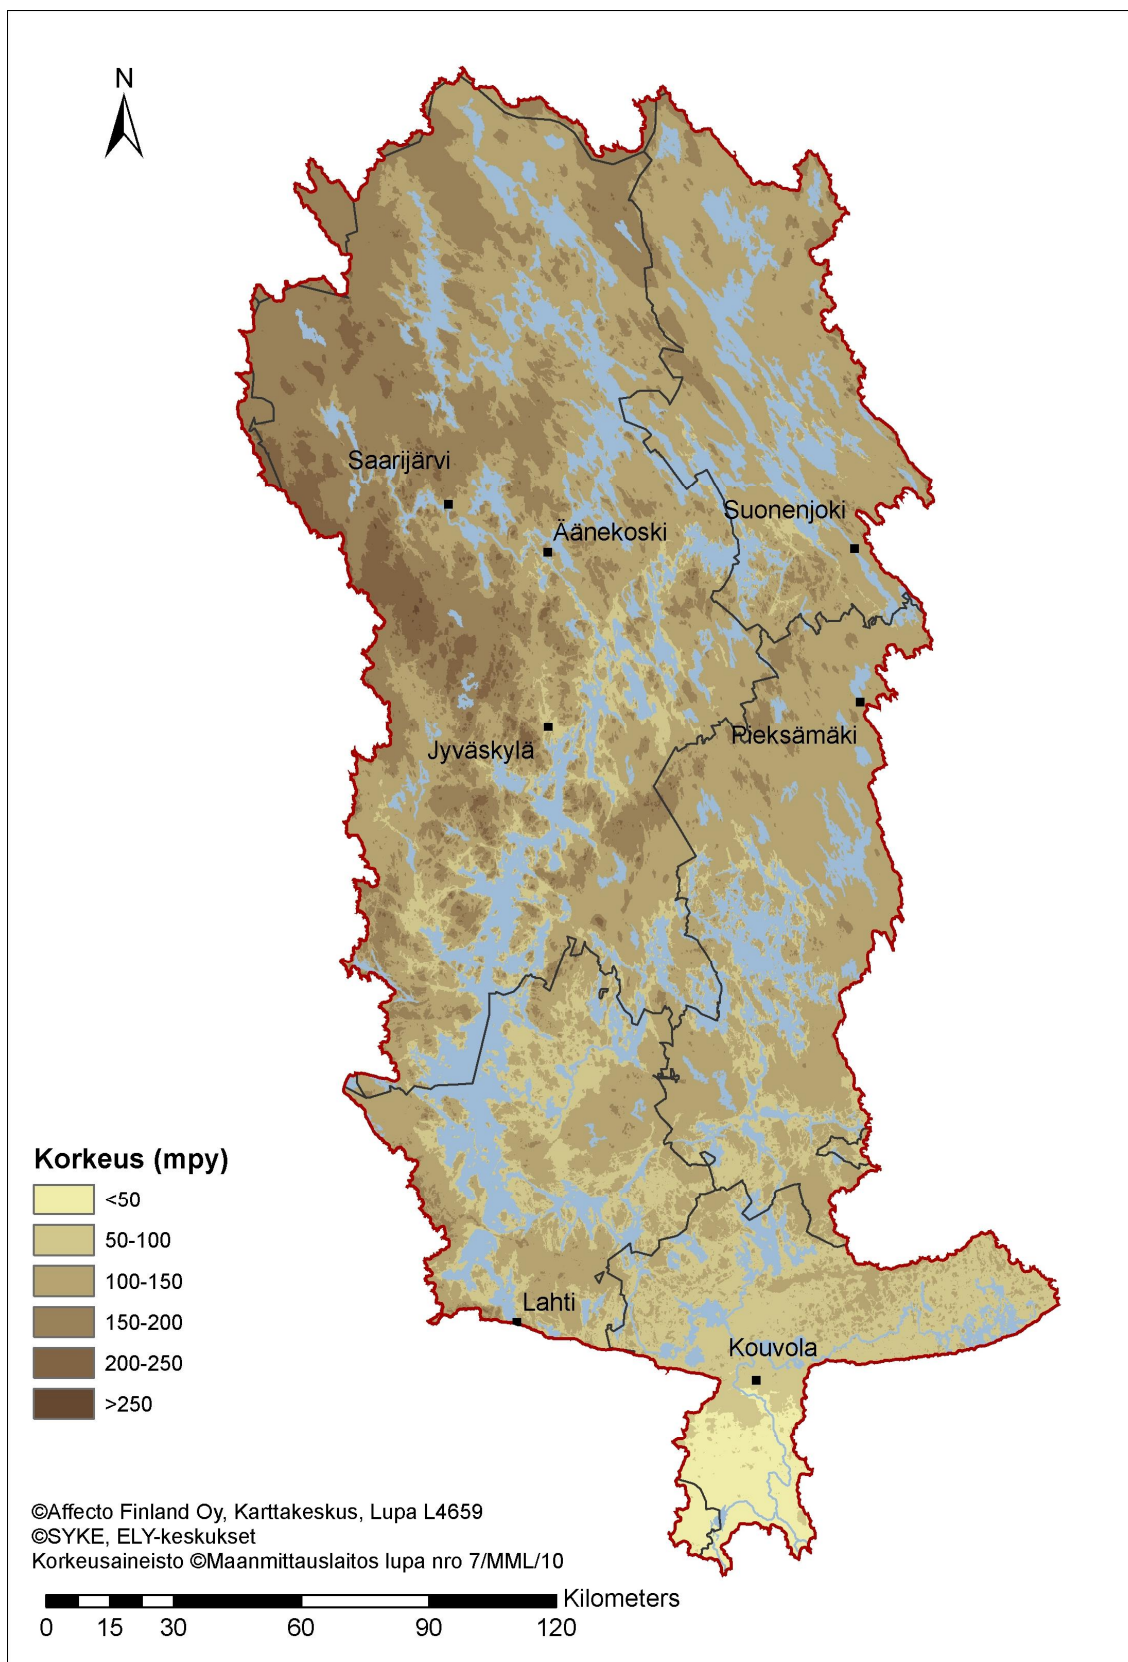 N
Saarijärvi
Suonenjoki
Äänekoski
Pieksämäki
Jyväskylä
Korkeus (mpy)
<50
50-100
100-150
150-200
200-250
>250
Lahti
Kouvola
©Affecto Finland Oy, Karttakeskus, Lupa L4659
©SYKE, ELY-keskukset
Korkeusaineisto ©Maanmittauslaitos lupa nro 7/MML/10
Kilometers
0 15 30 60 90 120